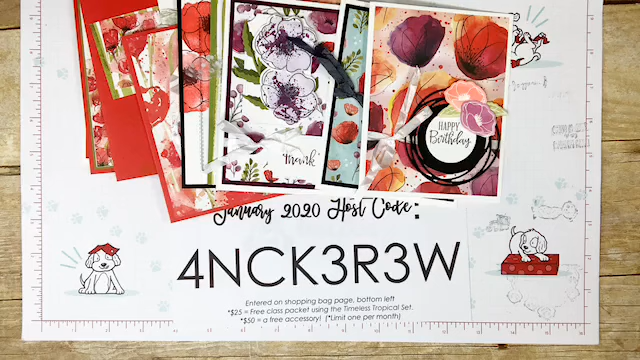 thank
HAPPY
Birthday
January 2020 Host Code:
4NCK3R3W
Entered on shopping bag page, bottom left
*$25 = Free class packet using the Timeless Tropical Set.
*$50 = a free accessory! (*Limit one per month)